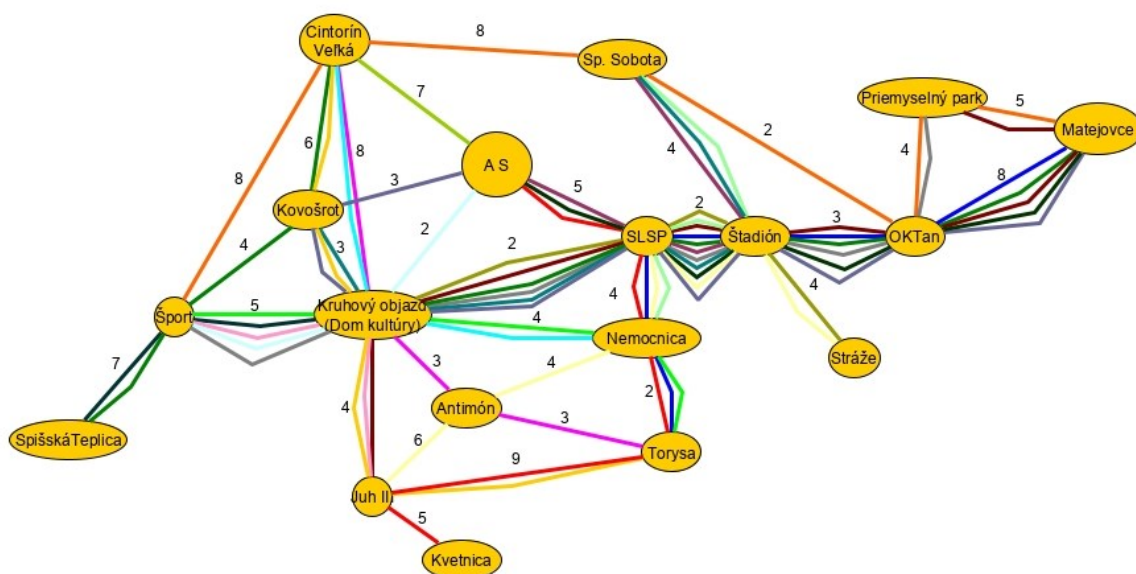 Cintorín
Veľká
8
Sp. Sobota
Priemyselný park
5
Matejovce
7
2
4
6
8
A S
4
8
8
3
5
Kovošrot
2
3
4
3
2
2
SLSP
Štadión
OKTan
4
4
5
Kruhový objazd
(Dom kultúry)
Šport
4
Nemocnica
Stráže
7
3
4
4
Antimón
2
3
SpišskáTeplica
6
Torysa
9
Juh II.
5
Kvetnica